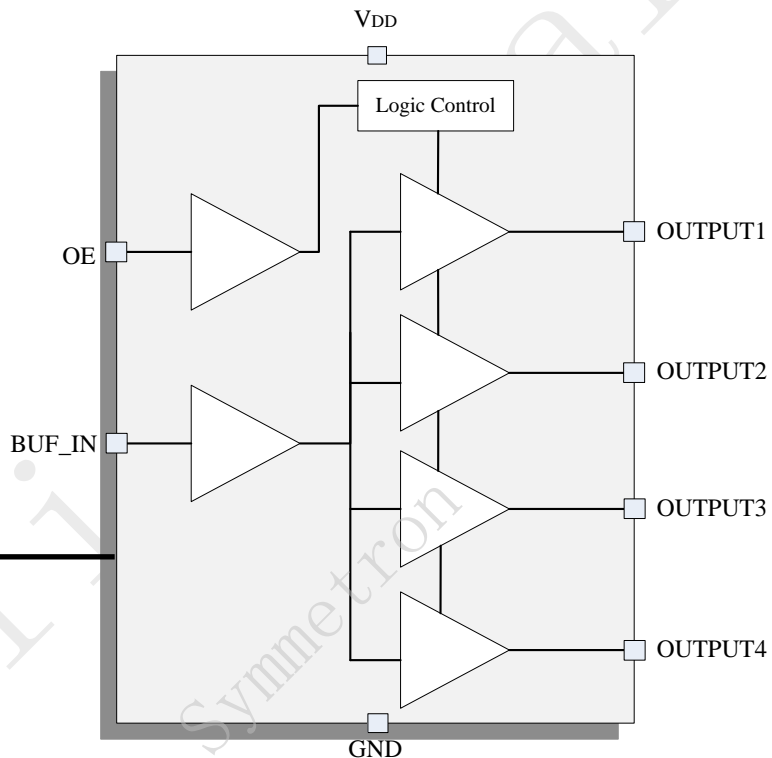 VDD
Logic Control
OUTPUT1
OE
OUTPUT2
BUF_IN
OUTPUT3
Symmetron
OUTPUT4
GND